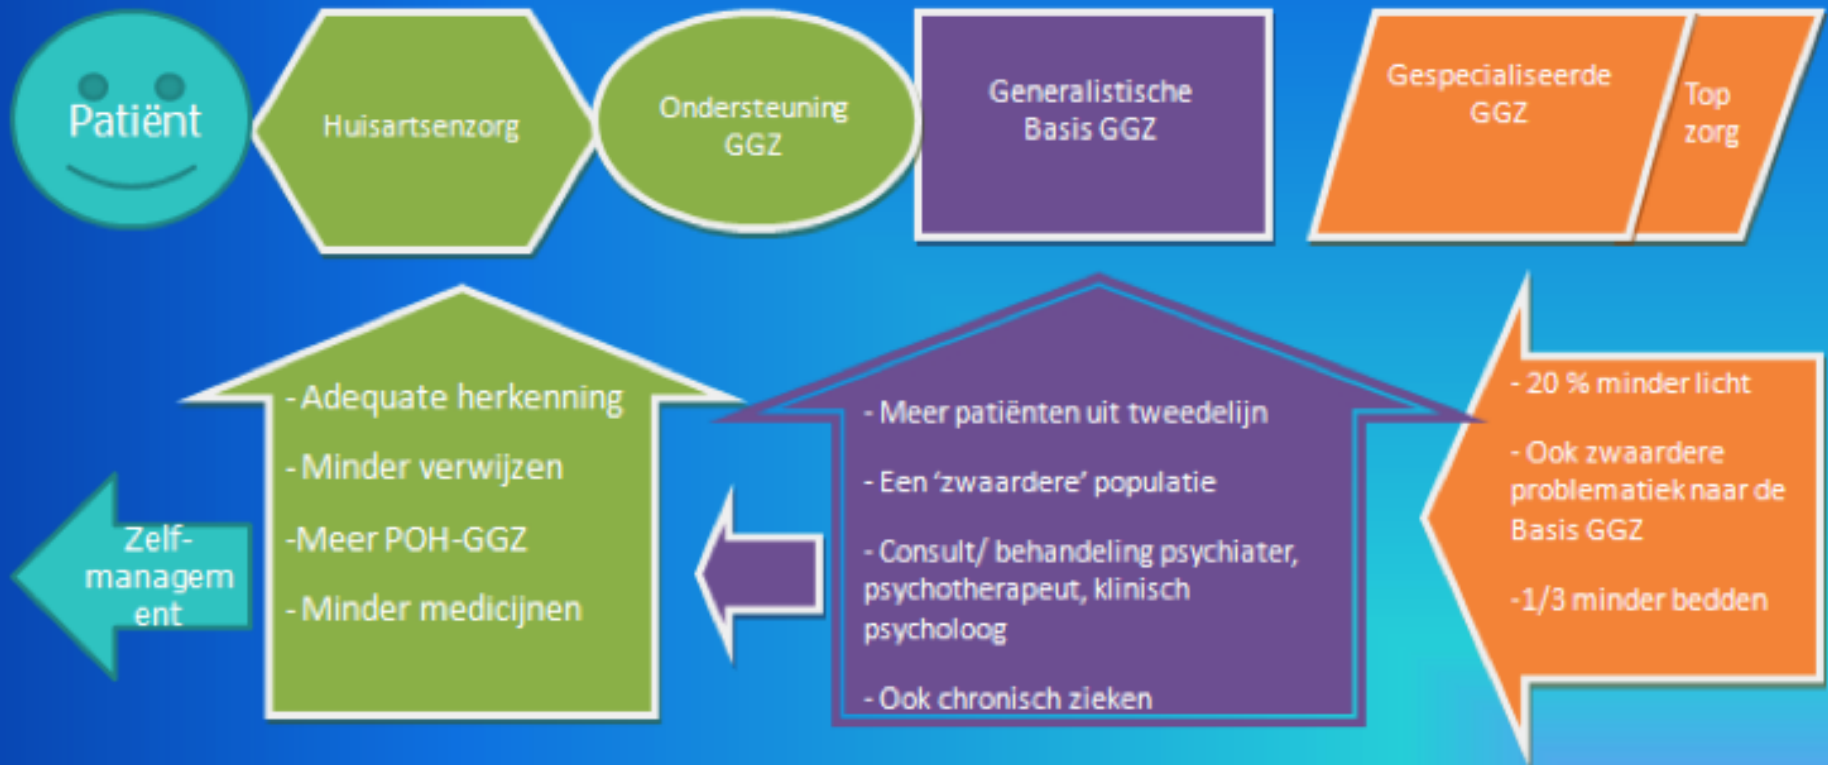 Patiënt
Huisartsenzorg
Ondersteuning
GGZ
Generalistische
Basis GGZ
Gespecialiseerde
GGZ
Top
zorg
Zelf-
managem
ent
- Adequate herkenning
- Minder verwijzen
-Meer POH-GGZ
- Minder medicijnen
- Meer patiënten uit tweedelijn
- Een ‘zwaardere’ populatie
- Consult/ behandeling psychiater,
psychotherapeut, klinisch
psycholoog
- Ook chronisch zieken
- 20 % minder licht
- Ook zwaardere
problematiek naar de
Basis GGZ
-1/3 minder bedden